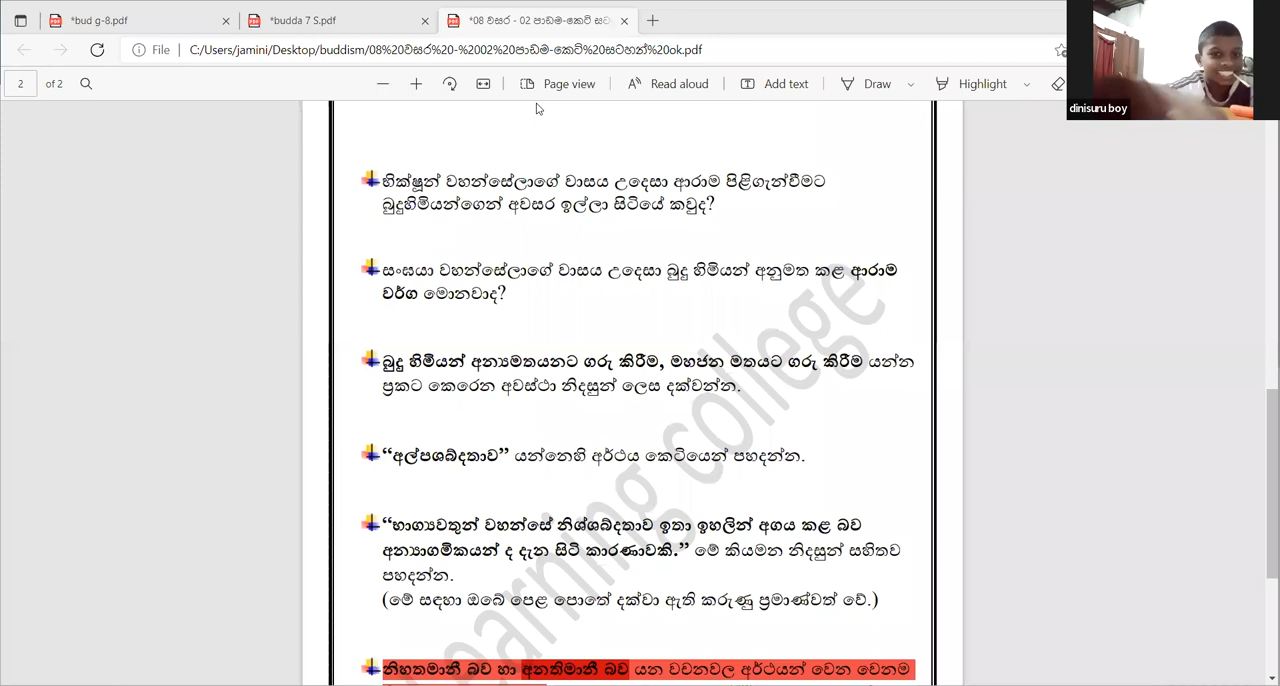 *bud g-8.pdf
*budda 7 S.pdf
*08 වසර - 02 පාඩම-කෙටි සට
File C:/Users/jamini/Desktop/buddism/08%20වසර%20-%2002%20පාඩම-කෙටි%20සටහන්%20ok.pdf
2 of 2
Page view
Read aloud
Add text
Draw
Highlight
dinisuru boy
භික්ෂූන් වහන්සේලාගේ වාසය උදෙසා ආරාම පිළිගැන්වීමට
බුදුහිමියන්ගෙන් අවසර ඉල්ලා සිටියේ කවුද?
සංඝයා වහන්සේලාගේ වාසය උදෙසා බුදු හිමියන් අනුමත කළ ආරාම
වර්ග මොනවාද?
බුදු හිමියන් අන්‍යමතයනට ගරු කිරීම, මහජන මතයට ගරු කිරීම යන්න
ප්‍රකට කෙරෙන අවස්ථා නිදසුන් ලෙස දක්වන්න.
“අල්පශබ්දතාව” යන්නෙහි අර්ථය කෙටියෙන් පහදන්න.
“භාග්‍යවතුන් වහන්සේ නිශ්ශබ්දතාව ඉතා ඉහලින් අගය කළ බව
අන්‍යාගමිකයන් ද දැන සිටි කාරණාවකි.” මේ කියමන නිදසුන් සහිතව
පහදන්න.
(මේ සඳහා ඔබේ පෙළ පොතේ දක්වා ඇති කරුණු ප්‍රමාණවත් වේ.)
නිහතමානී බව හා අනතිමානී බව යන වචනවල අර්ථයන් වෙන වෙනම
learning college